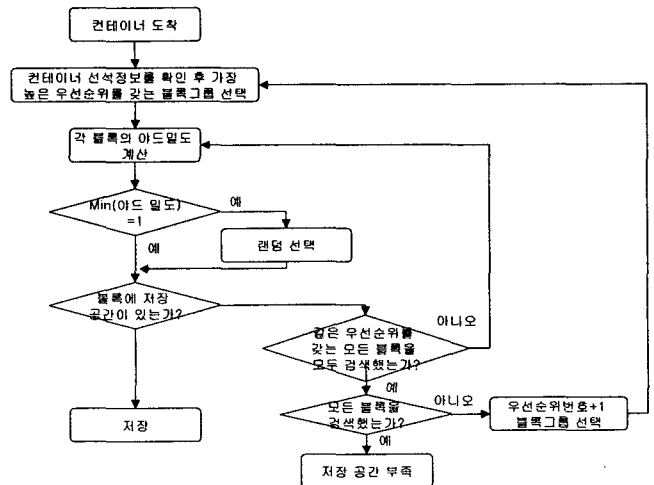 컨테이너 도착
컨테이너 선석정보를 확인 후 가장
높은 우선순위를 갖는 블록그룹 선택
각 블록의 야드밀도
계산
Min(야드 밀도)
=1
예
랜덤 선택
예
블록에 저장
공간이 있는가?
아니오
같은 우선순위를
갖는 모든 블록을
모두 검색했는가?
예
모든 블록을
검색했는가?
아니오
우선순위번호+1
블록그룹 선택
저장
예
저장 공간 부족